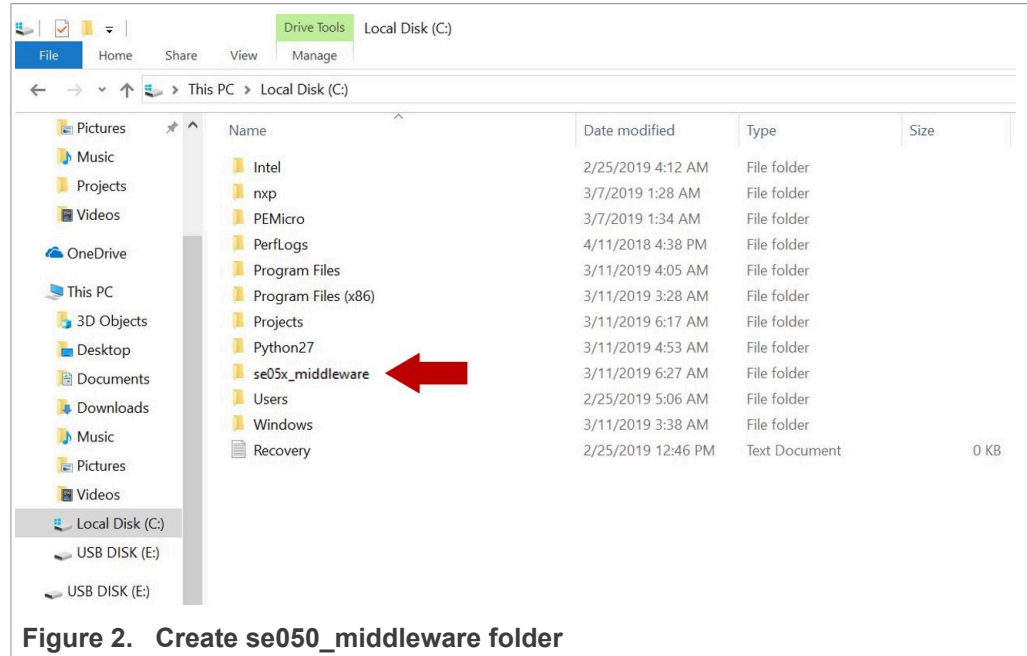 Drive Tools Local Disk (C:)
File Home Share View Manage
This PC > Local Disk (C:)
Pictures
Music
Projects
Videos
OneDrive
This PC
3D Objects
Desktop
Documents
Downloads
Music
Pictures
Videos
Local Disk (C:)
USB DISK (E:)
USB DISK (E:)
Name Date modified Type Size
Intel 2/25/2019 4:12 AM File folder
nxp 3/7/2019 1:28 AM File folder
PEMicro 3/7/2019 1:34 AM File folder
PerfLogs 4/11/2018 4:38 PM File folder
Program Files 3/11/2019 4:05 AM File folder
Program Files (x86) 3/11/2019 3:28 AM File folder
Projects 3/11/2019 6:17 AM File folder
Python27 3/11/2019 4:53 AM File folder
se05x_middleware 3/11/2019 6:27 AM File folder
Users 2/25/2019 5:06 AM File folder
Windows 3/11/2019 3:38 AM File folder
Recovery 2/25/2019 12:46 PM Text Document 0 KB
Figure 2. Create se050_middleware folder